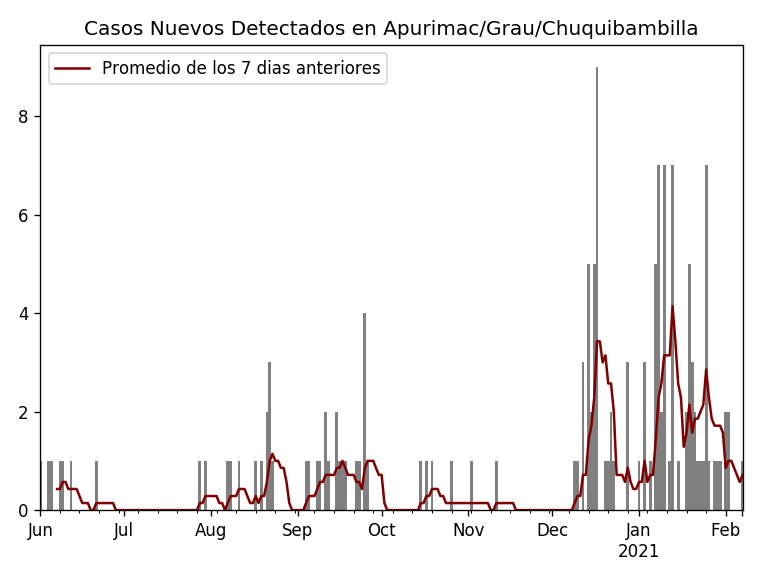 Casos Nuevos Detectados en Apurimac/Grau/Chuquibambilla
Promedio de los 7 dias anteriores
8
6
4
2
0
Jun Jul Aug Sep Oct Nov Dec Jan Feb
2021